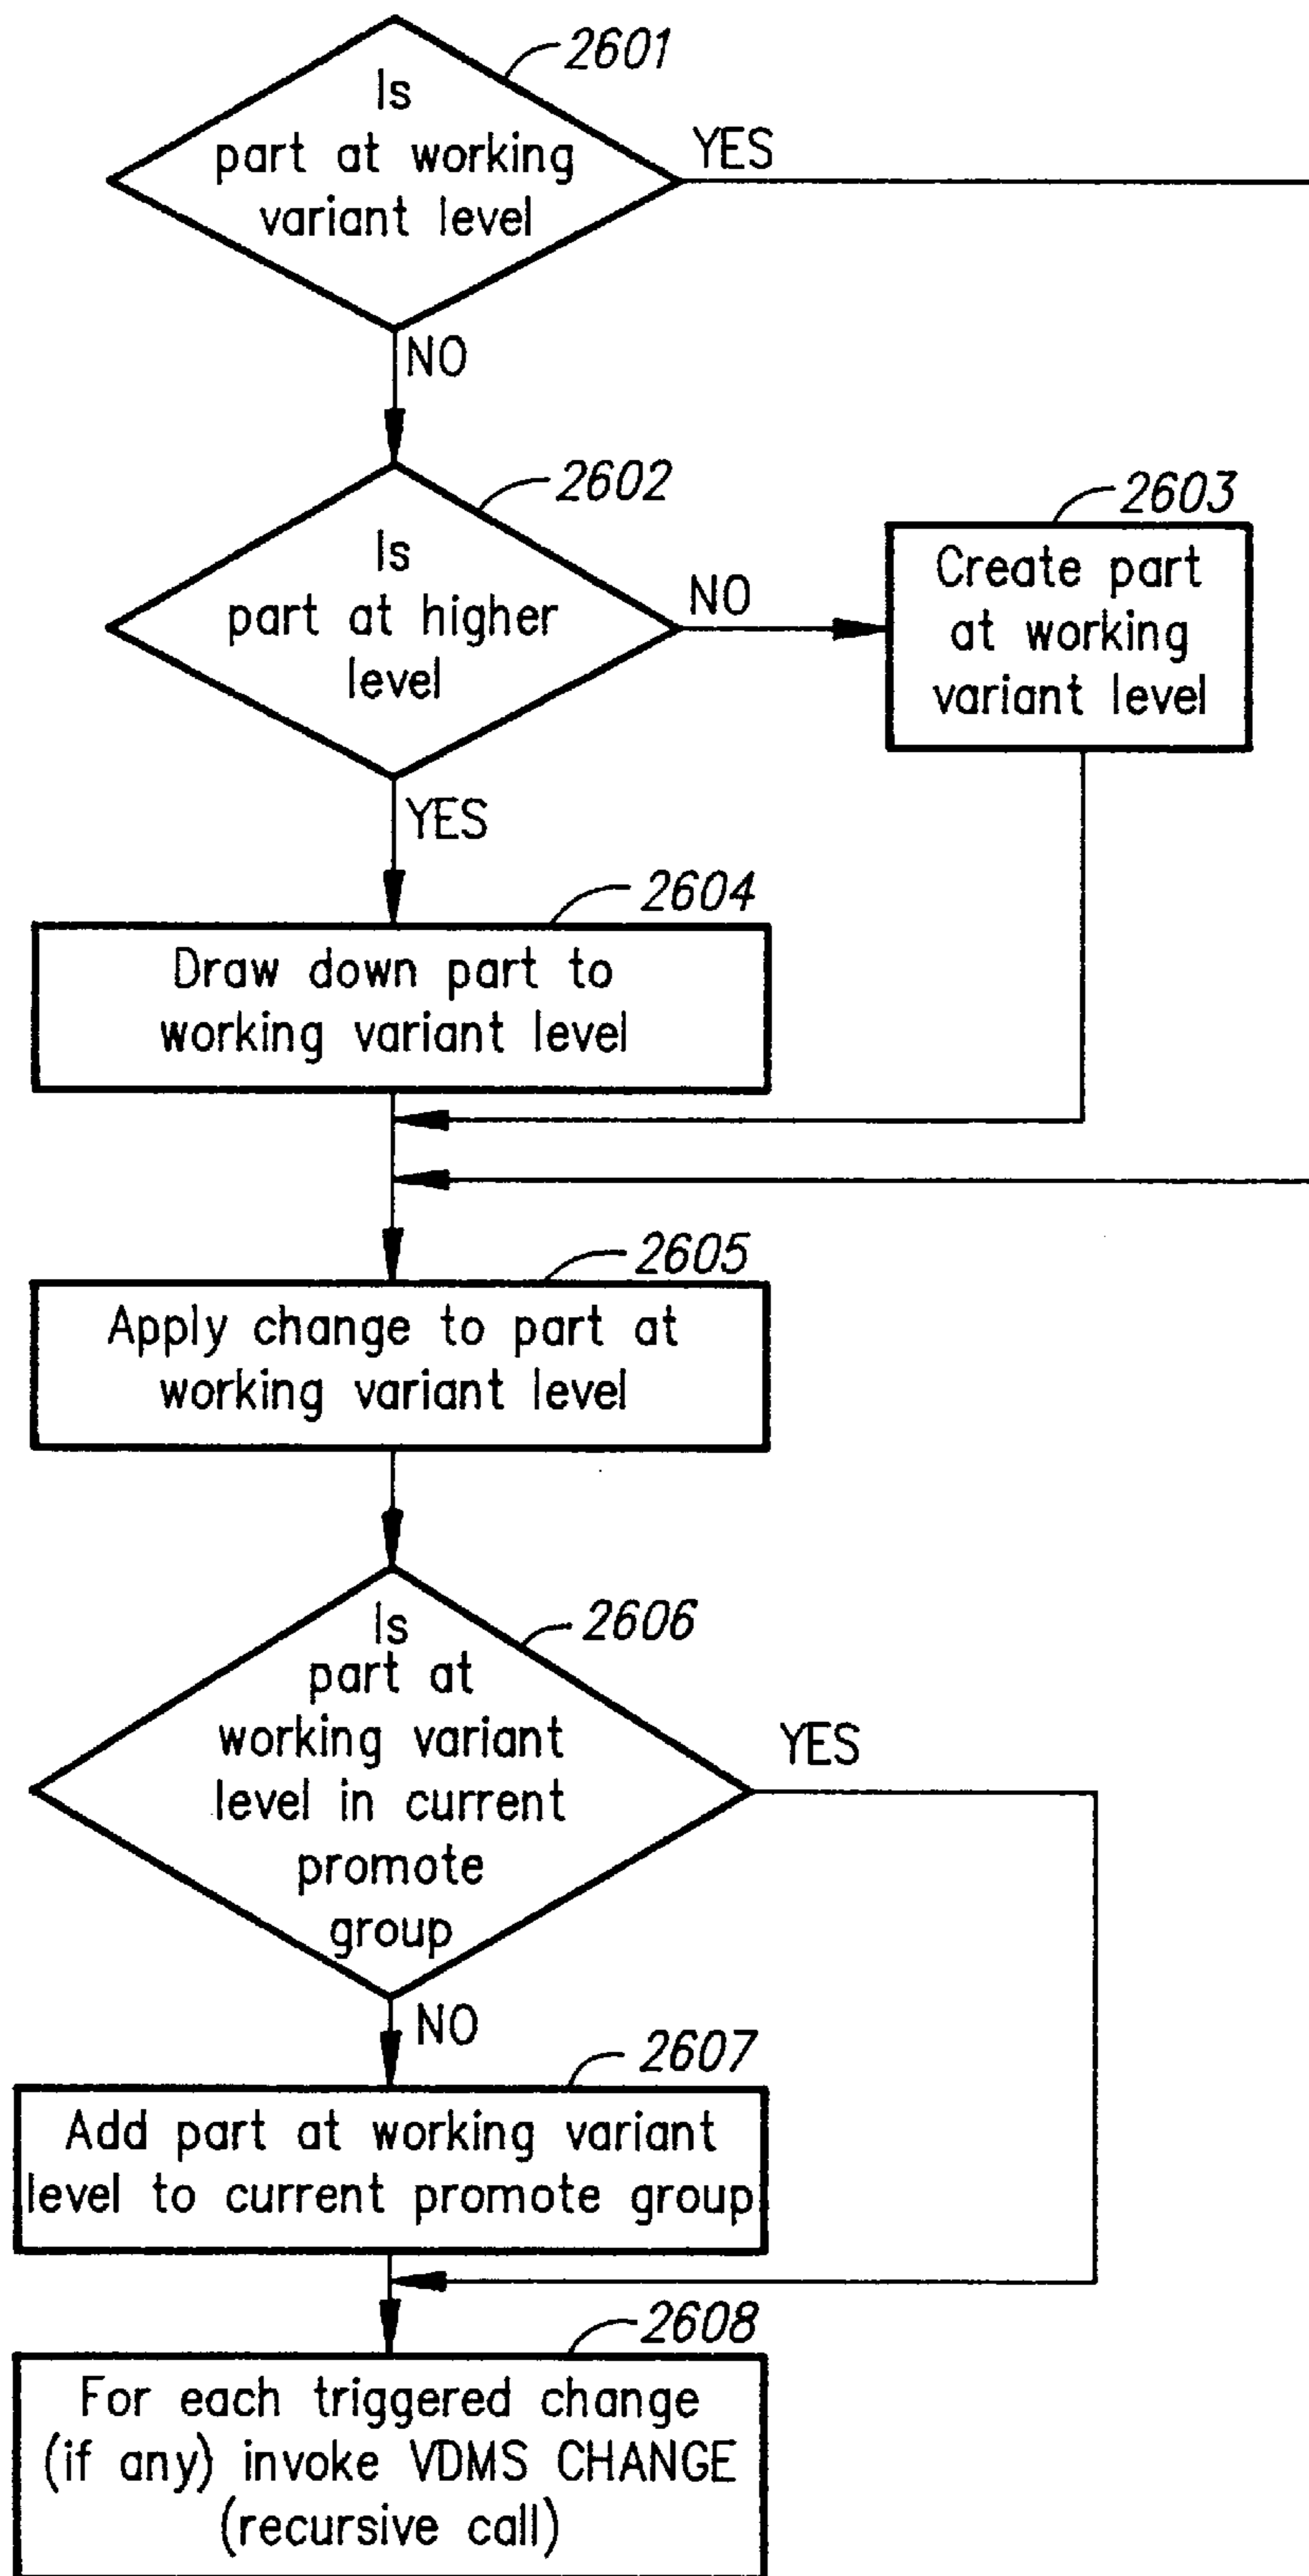 2601
Is
part at working
variant level
YES
NO
2602
Is
part at higher
level
NO
2603
Create part
at working
variant level
YES
2604
Draw down part to
working variant level
2605
Apply change to part at
working variant level
2606
Is
part at
working variant
level in current
promote
group
YES
NO
2607
Add part at working variant
level to current promote group
2608
For each triggered change
(if any) invoke VDMS CHANGE
(recursive call)